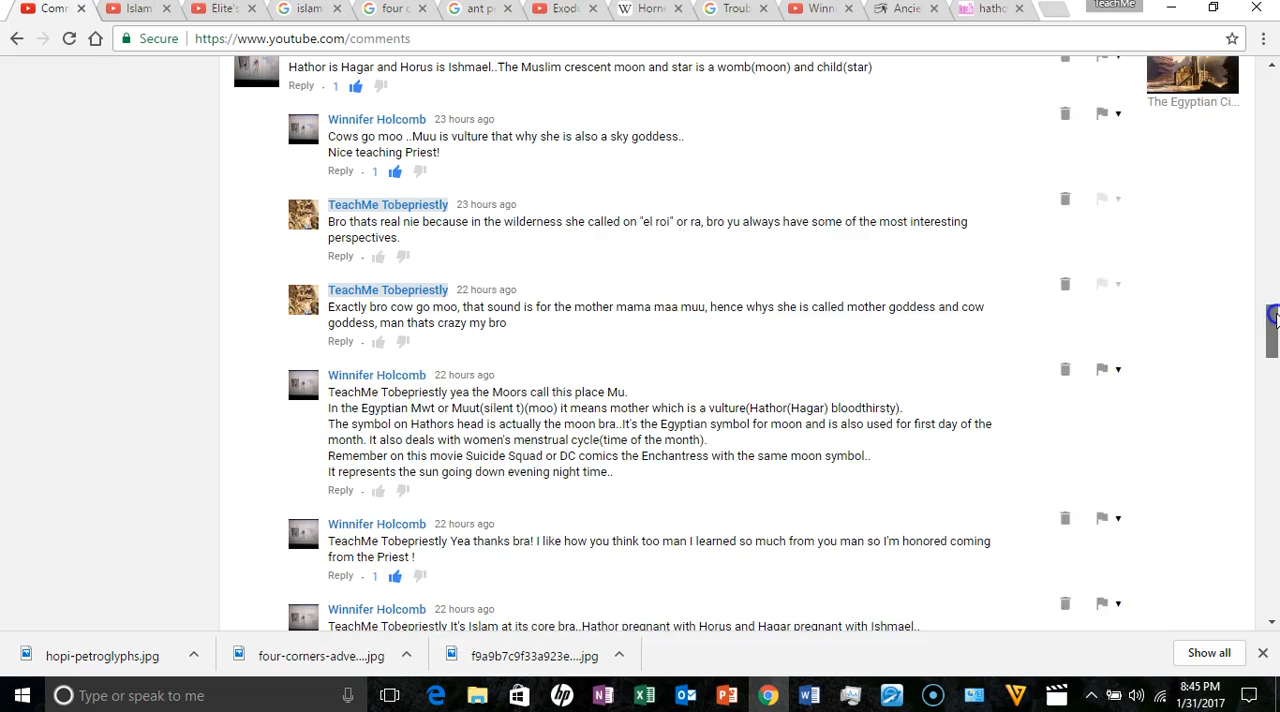 Comm
Islam
Elite's
islam
four c
ant p
Exodu
Horne
Troub
Winn
Ancie
hatho
TeachMe
Secure https://www.youtube.com/comments
Hathor is Hagar and Horus is Ishmael..The Muslim crescent moon and star is a womb(moon) and child(star)
Reply · 1
The Egyptian Ci...
Winnifer Holcomb 23 hours ago
Cows go moo ..Muu is vulture that why she is also a sky goddess..
Nice teaching Priest!
Reply · 1
TeachMe Tobepriestly 23 hours ago
Bro thats real nie because in the wilderness she called on "el roi" or ra, bro yu always have some of the most interesting
perspectives.
Reply ·
TeachMe Tobepriestly 22 hours ago
Exactly bro cow go moo, that sound is for the mother mama maa muu, hence whys she is called mother goddess and cow
goddess, man thats crazy my bro
Reply ·
Winnifer Holcomb 22 hours ago
TeachMe Tobepriestly yea the Moors call this place Mu.
In the Egyptian Mwt or Muut(silent t)(moo) it means mother which is a vulture(Hathor(Hagar) bloodthirsty).
The symbol on Hathors head is actually the moon bra..It's the Egyptian symbol for moon and is also used for first day of the
month. It also deals with women's menstrual cycle(time of the month).
Remember on this movie Suicide Squad or DC comics the Enchantress with the same moon symbol..
It represents the sun going down evening night time..
Reply ·
Winnifer Holcomb 22 hours ago
TeachMe Tobepriestly Yea thanks bra! I like how you think too man I learned so much from you man so I'm honored coming
from the Priest !
Reply · 1
Winnifer Holcomb 22 hours ago
TeachMe Tobepriestly It's Islam at its core bra..Hathor pregnant with Horus and Hagar pregnant with Ishmael..
hopi-petroglyphs.jpg
four-corners-adve....jpg
f9a9b7c9f33a923e....jpg
Show all
Type or speak to me
8:45 PM
1/31/2017